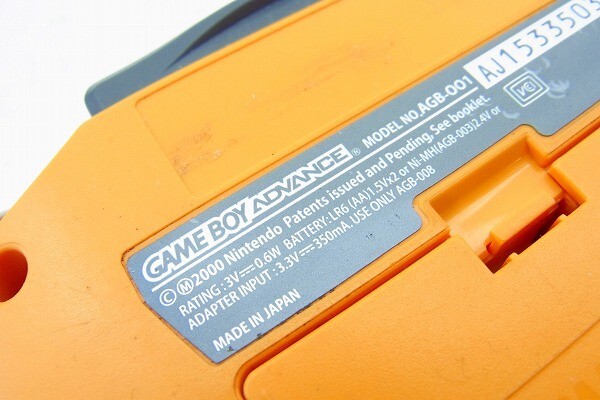 GAME BOY ADVANCE® MODEL NO.AGB-001 AJ1533503
©Ⓜ2000 Nintendo Patents issued and Pending, See booklet.
RATING : 3V⎓0.6W BATTERY:LR6 (AA)1.5V×2 or Ni-MH(AGB-003)2.4V or
ADAPTER INPUT : 3.3V⎓350mA. USE ONLY AGB-008
MADE IN JAPAN